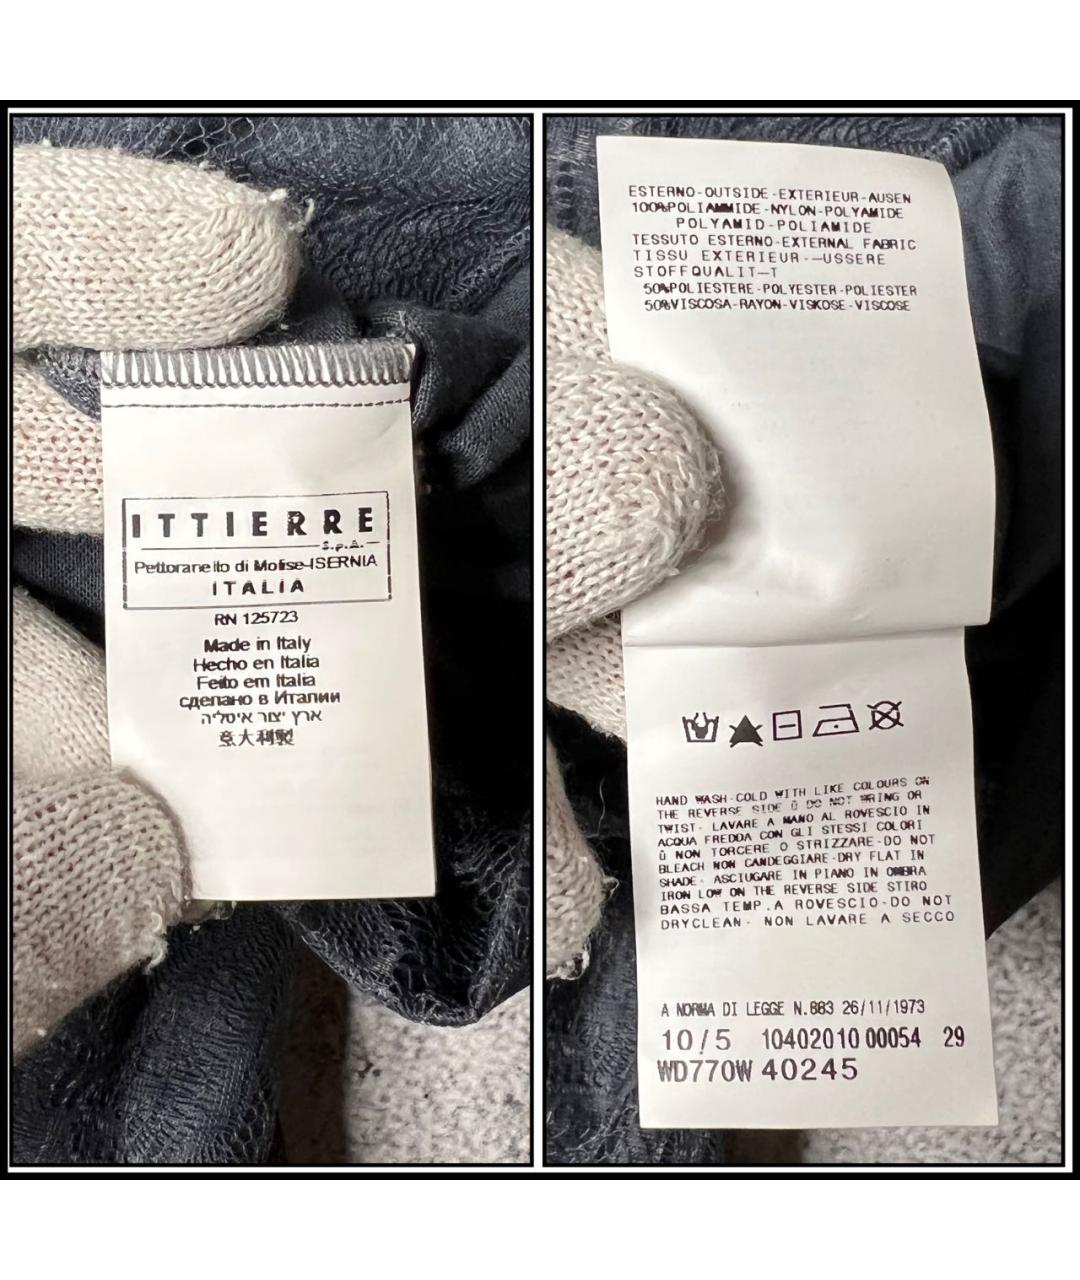 ITTIERRE
S.p.A.
Pettoranello di Molise-ISERNIA
ITALIA
RN 125723
Made in Italy
Hecho en Italia
Feito em Italia
сделано в Италии
ארץ יצור איטליה
意大利製
ESTERNO-OUTSIDE-EXTERIEUR-AUSEN
100%POLIAMMIDE-NYLON-POLYAMIDE
POLYAMID-POLIAMIDE
TESSUTO ESTERNO-EXTERNAL FABRIC
TISSU EXTERIEUR-—USSERE
STOFFQUALIT—T
50%POLIESTERE-POLYESTER-POLIESTER
50%VISCOSA-RAYON-VISKOSE-VISCOSE
HAND WASH-COLD WITH LIKE COLOURS ON
THE REVERSE SIDE Ü DO NOT WRING OR
TWIST- LAVARE A MANO AL ROVESCIO IN
ACQUA FREDDA CON GLI STESSI COLORI
Ü NON TORCERE O STRIZZARE-DO NOT
BLEACH NON CANDEGGIARE-DRY FLAT IN
SHADE- ASCIUGARE IN PIANO IN OMBRA
IRON LOW ON THE REVERSE SIDE STIRO
BASSA TEMP.A ROVESCIO-DO NOT
DRYCLEAN- NON LAVARE A SECCO
A NORMA DI LEGGE N.883 26/11/1973
10/5 10402010 00054 29
WD770W 40245